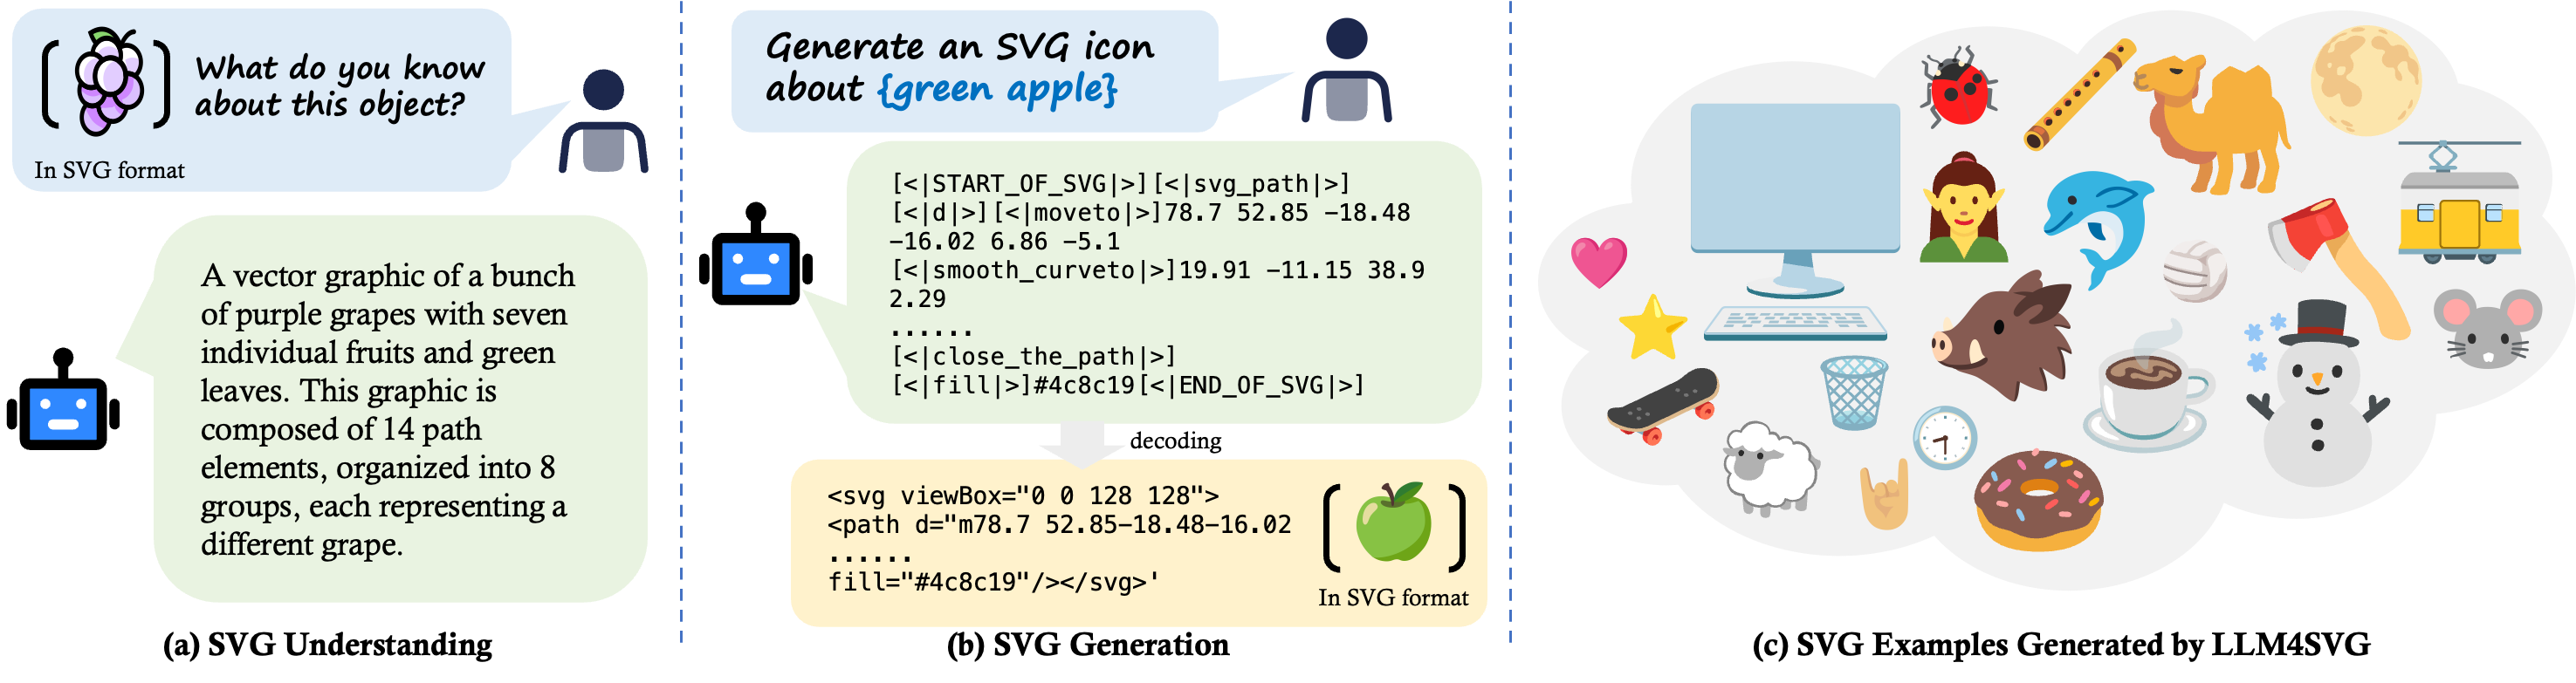 What do you know
about this object?
In SVG format
A vector graphic of a bunch
of purple grapes with seven
individual fruits and green
leaves. This graphic is
composed of 14 path
elements, organized into 8
groups, each representing a
different grape.
(a) SVG Understanding
Generate an SVG icon
about {green apple}
[<|START_OF_SVG|>][<|svg_path|>]
[<|d|>][<|moveto|>]78.7 52.85 -18.48
-16.02 6.86 -5.1
[<|smooth_curveto|>]19.91 -11.15 38.9
2.29
......
[<|close_the_path|>]
[<|fill|>]#4c8c19[<|END_OF_SVG|>]
decoding
<svg viewBox="0 0 128 128">
<path d="m78.7 52.85-18.48-16.02
......
fill="#4c8c19"/></svg>'
In SVG format
(b) SVG Generation
(c) SVG Examples Generated by LLM4SVG